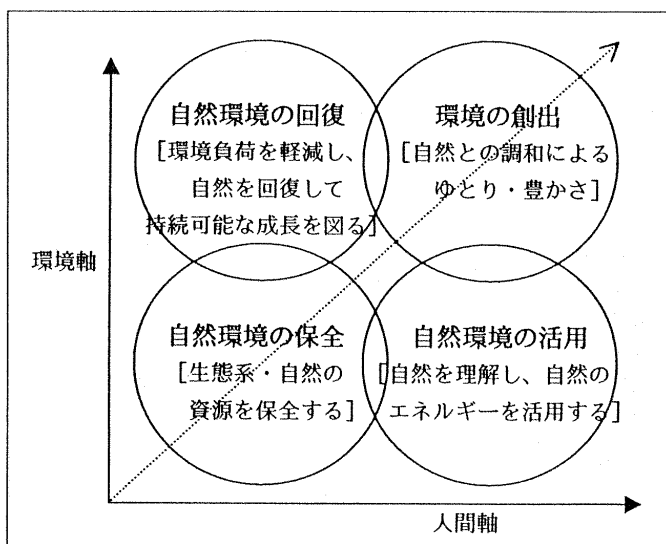 自然環境の回復
[環境負荷を軽減し、
自然を回復して
持続可能な成長を図る]
環境の創出
[自然との調和による
ゆとり・豊かさ]
環境軸
自然環境の保全
[生態系・自然の
資源を保全する]
自然環境の活用
[自然を理解し、自然の
エネルギーを活用する]
人間軸